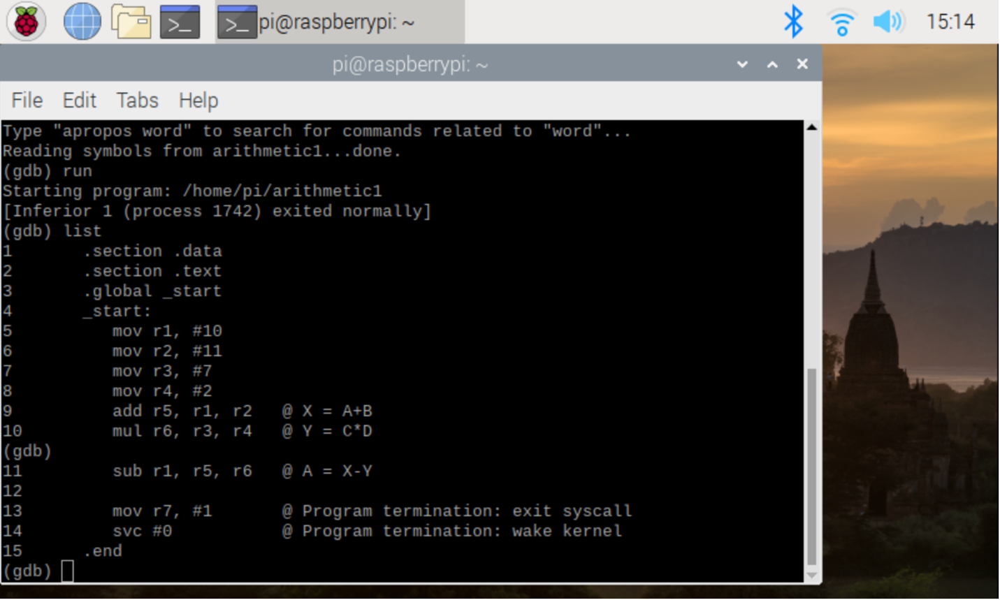 >_ >_ pi@raspberrypi: ~ 15:14
pi@raspberrypi: ~
File Edit Tabs Help
Type "apropos word" to search for commands related to "word"...
Reading symbols from arithmetic1...done.
(gdb) run
Starting program: /home/pi/arithmetic1
[Inferior 1 (process 1742) exited normally]
(gdb) list
1       .section .data
2       .section .text
3       .global _start
4       _start:
5          mov r1, #10
6          mov r2, #11
7          mov r3, #7
8          mov r4, #2
9          add r5, r1, r2   @ X = A+B
10         mul r6, r3, r4   @ Y = C*D
(gdb)
11         sub r1, r5, r6   @ A = X-Y
12
13         mov r7, #1       @ Program termination: exit syscall
14         svc #0           @ Program termination: wake kernel
15      .end
(gdb)